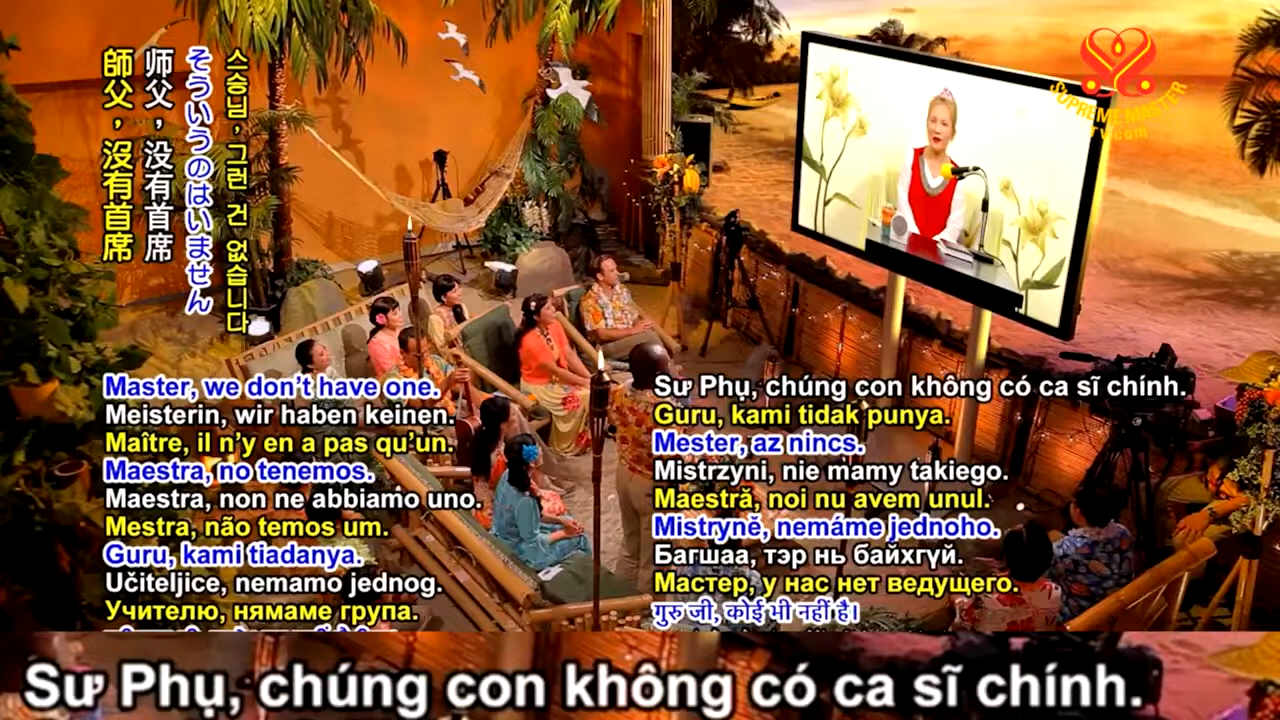 師父，沒有首席
师父，没有首席
そういうのはいません
스승님, 그런 건 없습니다
SUPREME MASTER
TV.com
Master, we don't have one.
Meisterin, wir haben keinen.
Maître, il n'y en a pas qu'un.
Maestra, no tenemos.
Maestra, non ne abbiamo uno.
Mestra, não temos um.
Guru, kami tiadanya.
Učiteljice, nemamo jednog.
Учителю, нямаме група.
Sư Phụ, chúng con không có ca sĩ chính.
Guru, kami tidak punya.
Mester, az nincs.
Mistrzyni, nie mamy takiego.
Maestră, noi nu avem unul.
Mistryně, nemáme jednoho.
Багшаа, тэр нь байхгүй.
Мастер, у нас нет ведущего.
गुरु जी, कोई भी नहीं है।
Sư Phụ, chúng con không có ca sĩ chính.